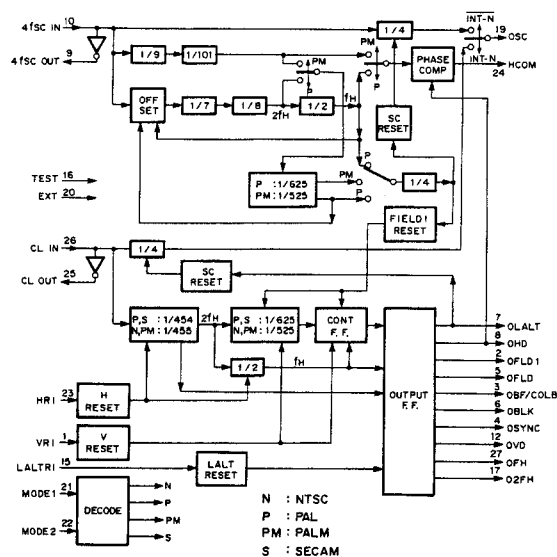 10
4fSC IN
1/4
INT-N
19
OSC
9
4fSC OUT
1/9
1/101
PM
PM
P
P
INT-N
PHASE COMP
HCOM
24
OFF SET
1/7
1/8
2fH
1/2
fH
SC RESET
TEST 16
EXT 20
P : 1/625
PM : 1/525
PM
P
P
1/4
FIELD1 RESET
26
CL IN
1/4
CL OUT 25
SC RESET
P,S : 1/454
N,PM : 1/455
2fH
P,S : 1/625
N,PM : 1/525
CONT F.F.
1/2
fH
OUTPUT F.F.
7 OLALT
8 OHD
2 OFLD1
5 OFLD
3 OBF/COLB
6 OBLK
4 OSYNC
12 OVD
27 OFH
17 O2FH
HRI 23
H RESET
VRI 1
V RESET
LALTRI 15
LALT RESET
MODE1 21
MODE2 22
DECODE
N
P
PM
S
N : NTSC
P : PAL
PM : PALM
S : SECAM